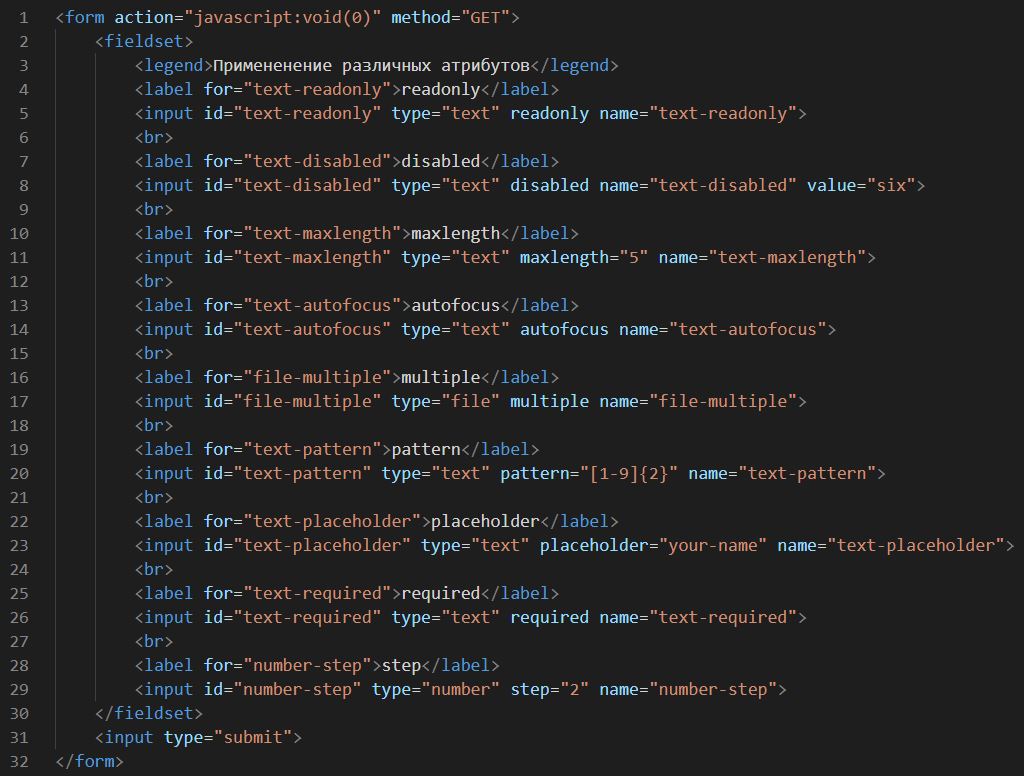 1 <form action="javascript:void(0)" method="GET">
2 <fieldset>
3 <legend>Примененение различных атрибутов</legend>
4 <label for="text-readonly">readonly</label>
5 <input id="text-readonly" type="text" readonly name="text-readonly">
6 <br>
7 <label for="text-disabled">disabled</label>
8 <input id="text-disabled" type="text" disabled name="text-disabled" value="six">
9 <br>
10 <label for="text-maxlength">maxlength</label>
11 <input id="text-maxlength" type="text" maxlength="5" name="text-maxlength">
12 <br>
13 <label for="text-autofocus">autofocus</label>
14 <input id="text-autofocus" type="text" autofocus name="text-autofocus">
15 <br>
16 <label for="file-multiple">multiple</label>
17 <input id="file-multiple" type="file" multiple name="file-multiple">
18 <br>
19 <label for="text-pattern">pattern</label>
20 <input id="text-pattern" type="text" pattern="[1-9]{2}" name="text-pattern">
21 <br>
22 <label for="text-placeholder">placeholder</label>
23 <input id="text-placeholder" type="text" placeholder="your-name" name="text-placeholder">
24 <br>
25 <label for="text-required">required</label>
26 <input id="text-required" type="text" required name="text-required">
27 <br>
28 <label for="number-step">step</label>
29 <input id="number-step" type="number" step="2" name="number-step">
30 </fieldset>
31 <input type="submit">
32 </form>